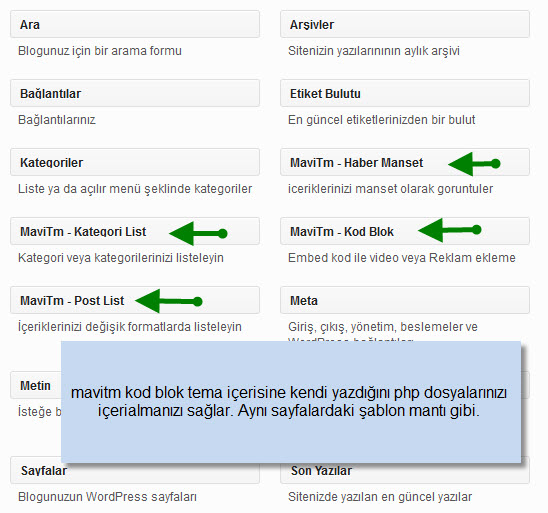 Ara
Blogunuz için bir arama formu
Arşivler
Sitenizin yazılarınının aylık arşivi
Bağlantılar
Bağlantılarınız
Etiket Bulutu
En güncel etiketlerinizden bir bulut
Kategoriler
Liste ya da açılır menü şeklinde kategoriler
MaviTm - Haber Manset
iceriklerinizi manset olarak goruntuler
MaviTm - Kategori List
Kategori veya kategorilerinizi listeleyin
MaviTm - Kod Blok
Embed kod ile video veya Reklam ekleme
MaviTm - Post List
İçeriklerinizi değişik formatlarda listeleyin
Meta
Giriş, çıkış, yönetim, beslemeler ve
WordPress bağlantıları
Metin
İsteğe b
mavitm kod blok tema içerisine kendi yazdığını php dosyalarınızı
içerialmanızı sağlar. Aynı sayfalardaki şablon mantı gibi.
Sayfalar
Blogunuzun WordPress sayfaları
Son Yazılar
Sitenizde yazılan en güncel yazılar